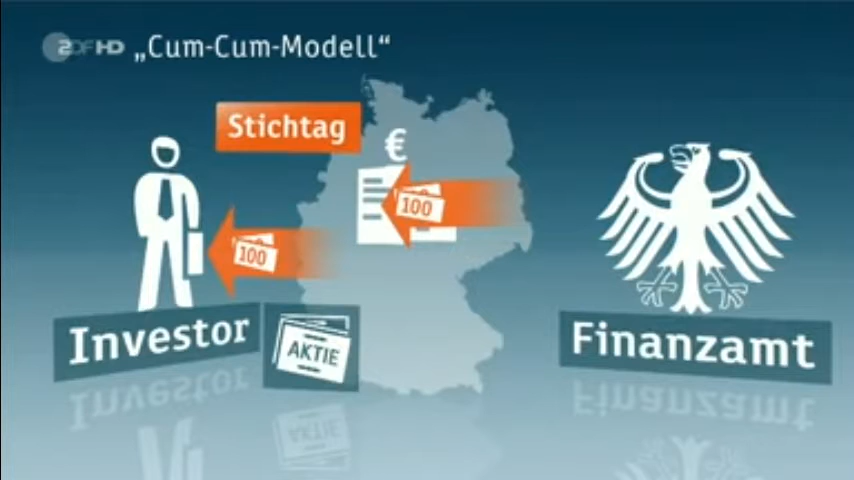 ZDF HD „Cum-Cum-Modell“
Stichtag
€
100
100
Investor
AKTIE
Finanzamt